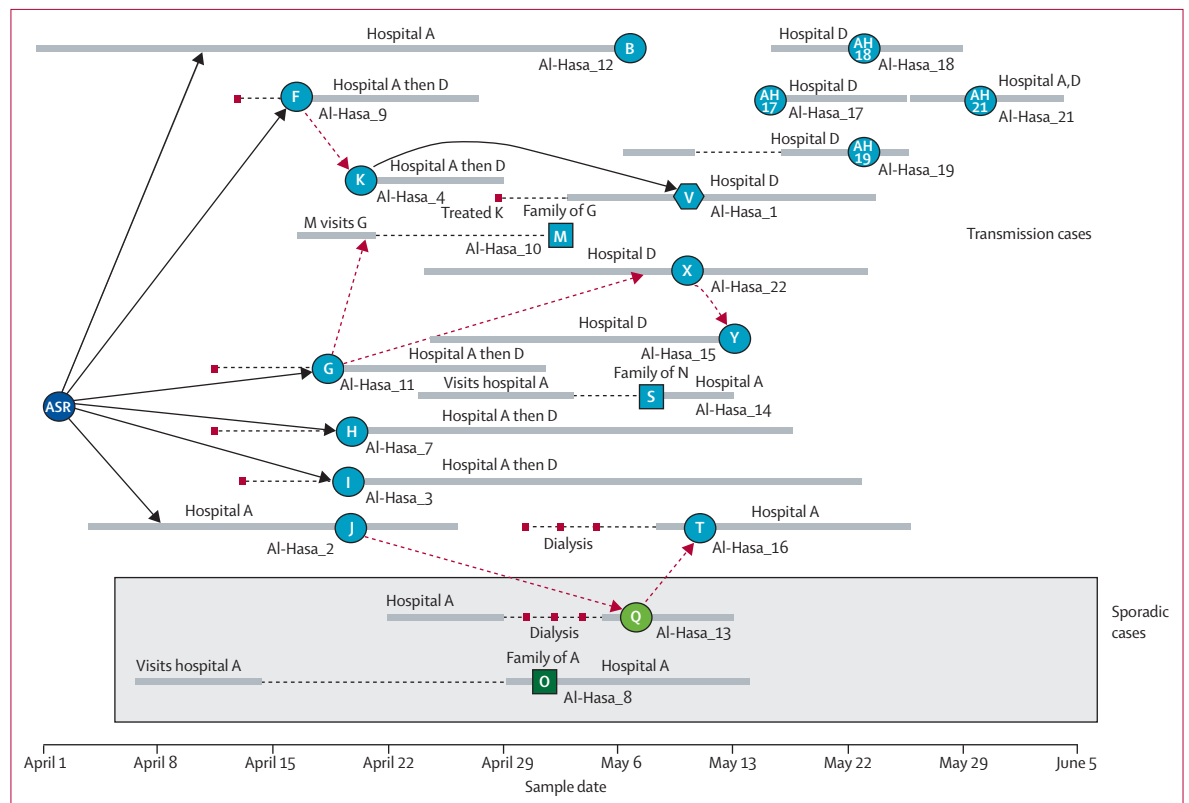 Hospital A
B
Al-Hasa_12
Hospital D
AH
18
Al-Hasa_18
F
Hospital A then D
Al-Hasa_9
AH
17
Hospital D
Al-Hasa_17
AH
21
Hospital A,D
Al-Hasa_21
Hospital D
AH
19
Al-Hasa_19
K
Hospital A then D
Al-Hasa_4
Treated K
V
Hospital D
Al-Hasa_1
M visits G
Family of G
M
Al-Hasa_10
Transmission cases
Hospital D
X
Al-Hasa_22
Hospital D
Y
Al-Hasa_15
G
Hospital A then D
Al-Hasa_11
Visits hospital A
Family of N
S
Hospital A
Al-Hasa_14
ASR
H
Hospital A then D
Al-Hasa_7
I
Hospital A then D
Al-Hasa_3
Hospital A
J
Al-Hasa_2
Dialysis
T
Hospital A
Al-Hasa_16
Hospital A
Dialysis
Q
Al-Hasa_13
Sporadic
cases
Visits hospital A
Family of A
O
Hospital A
Al-Hasa_8
April 1
April 8
April 15
April 22
April 29
May 6
May 13
May 22
May 29
June 5
Sample date